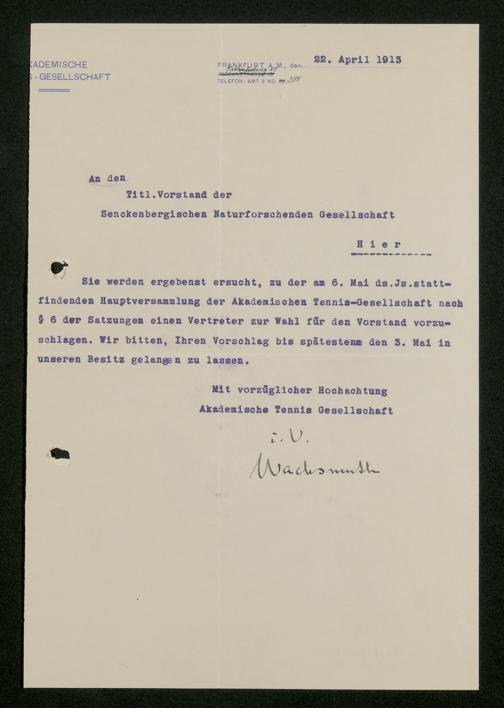 KADEMISCHE
S-GESELLSCHAFT
FRANKFURT A.M., den 22. April 1913
TELEFON: AMT 2 NO. 298
An den
Titl.Vorstand der
Senckenbergischen Naturforschenden Gesellschaft
Hier
Sie werden ergebenst ersucht, zu der am 6. Mai ds.Js.statt-
findenden Hauptversammlung der Akademischen Tennis-Gesellschaft nach
§ 6 der Satzungen einen Vertreter zur Wahl für den Vorstand vorzu-
schlagen. Wir bitten, Ihren Vorschlag bis spätestens den 3. Mai in
unseren Besitz gelangen zu lassen.
Mit vorzüglicher Hochachtung
Akademische Tennis Gesellschaft
i.V.
Wachsmuth